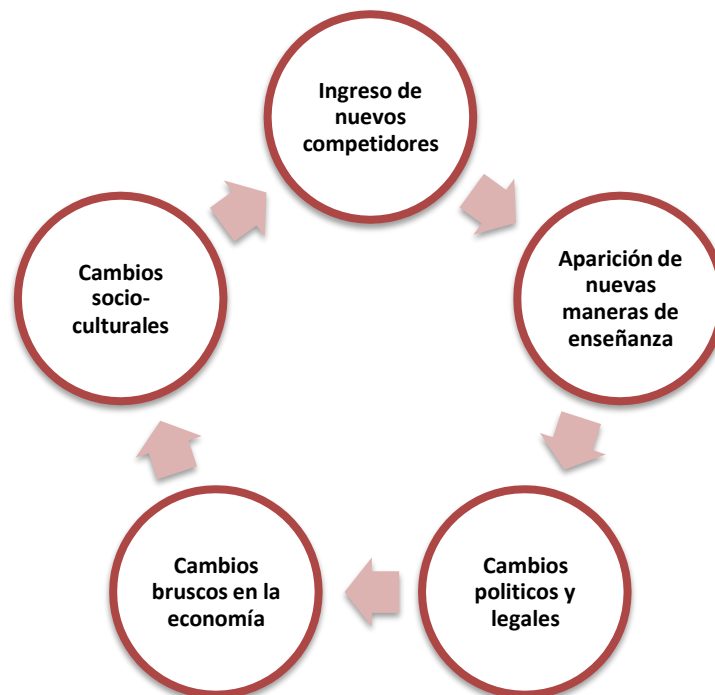 Ingreso de
nuevos
competidores
Aparición de
nuevas
maneras de
enseñanza
Cambios
politicos y
legales
Cambios
bruscos en la
economía
Cambios
socio-
culturales